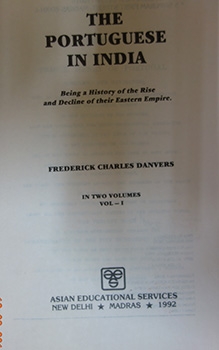 THE
PORTUGUESE
IN INDIA
Being a History of the Rise
and Decline of their Eastern Empire.
FREDERICK CHARLES DANVERS
IN TWO VOLUMES
VOL – I
ASIAN EDUCATIONAL SERVICES
NEW DELHI ★ MADRAS ★ 1992